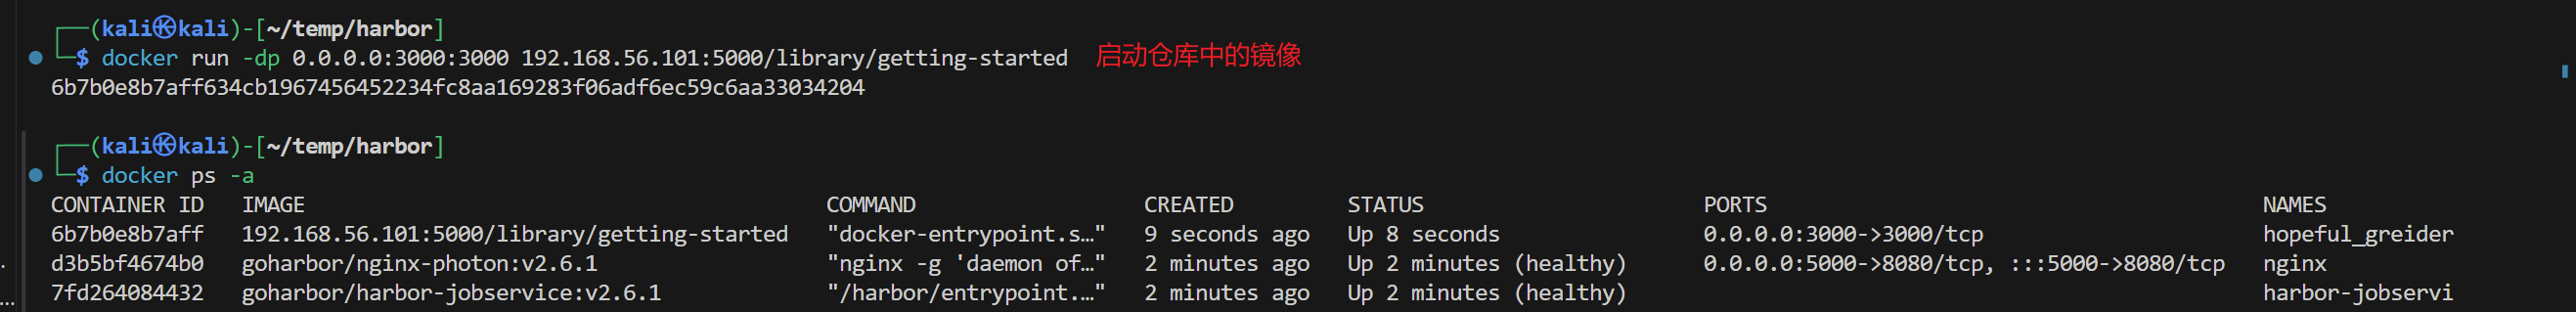 ┌──(kali㉿kali)-[~/temp/harbor]
└─$ docker run -dp 0.0.0.0:3000:3000 192.168.56.101:5000/library/getting-started 启动仓库中的镜像
6b7b0e8b7aff634cb1967456452234fc8aa169283f06adf6ec59c6aa33034204
┌──(kali㉿kali)-[~/temp/harbor]
└─$ docker ps -a
CONTAINER ID IMAGE COMMAND CREATED STATUS PORTS NAMES
6b7b0e8b7aff 192.168.56.101:5000/library/getting-started "docker-entrypoint.s…" 9 seconds ago Up 8 seconds 0.0.0.0:3000->3000/tcp hopeful_greider
d3b5bf4674b0 goharbor/nginx-photon:v2.6.1 "nginx -g 'daemon of…" 2 minutes ago Up 2 minutes (healthy) 0.0.0.0:5000->8080/tcp, :::5000->8080/tcp nginx
7fd264084432 goharbor/harbor-jobservice:v2.6.1 "/harbor/entrypoint.…" 2 minutes ago Up 2 minutes (healthy) harbor-jobservi